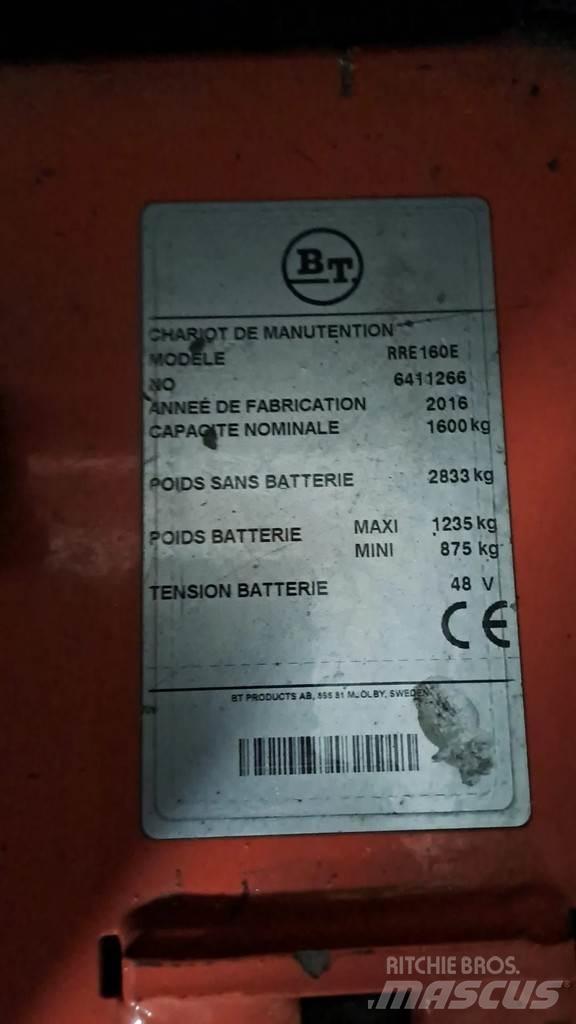 BT
CHARIOT DE MANUTENTION
MODELE RRE160E
NO 6411266
ANNEÉ DE FABRICATION 2016
CAPACITE NOMINALE 1600 kg
POIDS SANS BATTERIE 2833 kg
POIDS BATTERIE MAXI 1235 kg
MINI 875 kg
TENSION BATTERIE 48 V
CE
BT PRODUCTS AB, 81 MJOLBY, SWEDEN
RITCHIE BROS.
MASCUS